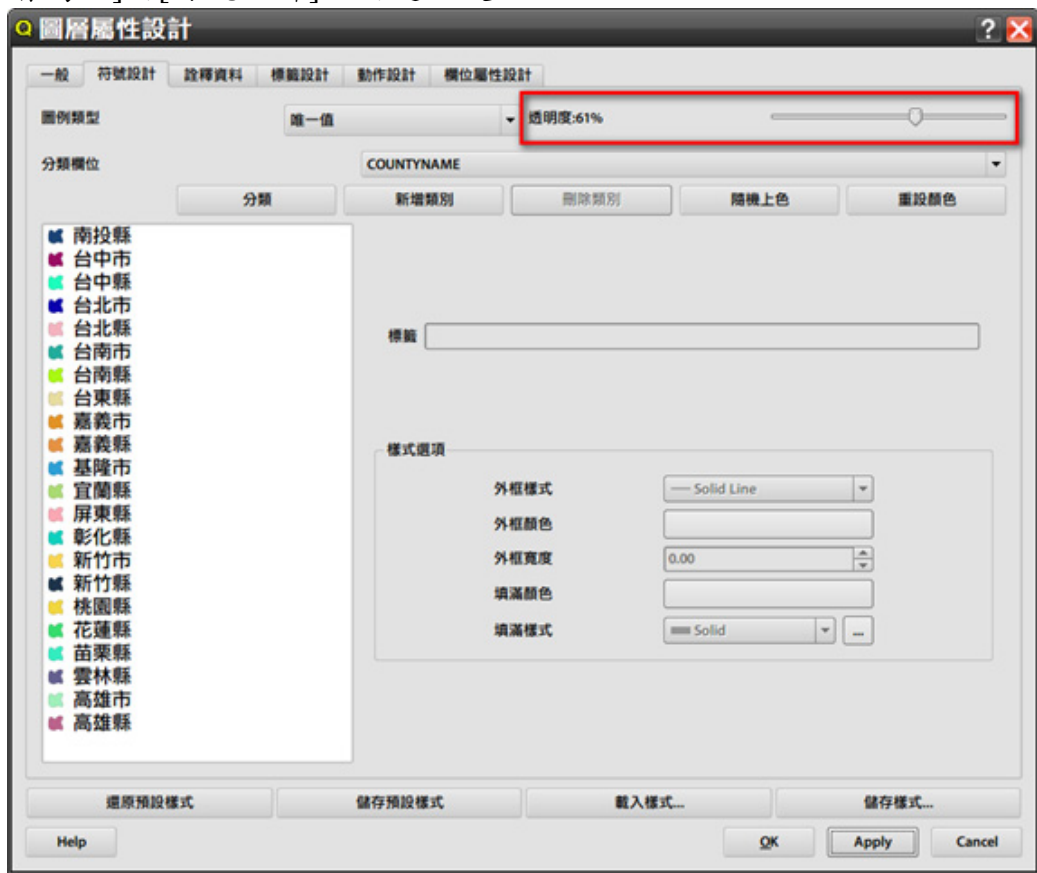 圖層屬性設計
一般 符號設計 詮釋資料 標籤設計 動作設計 欄位屬性設計
圖例類型 唯一值 透明度:61%
分類欄位 COUNTYNAME
分類 新增類別 刪除類別 隨機上色 重設顏色
南投縣
台中市
台中縣
台北市
台北縣
台南市
台南縣
台東縣
嘉義市
嘉義縣
基隆市
宜蘭縣
屏東縣
彰化縣
新竹市
新竹縣
桃園縣
花蓮縣
苗栗縣
雲林縣
高雄市
高雄縣
標籤
樣式選項
外框樣式 Solid Line
外框顏色
外框寬度 0.00
填滿顏色
填滿樣式 Solid ...
還原預設樣式 儲存預設樣式 載入樣式... 儲存樣式...
Help OK Apply Cancel